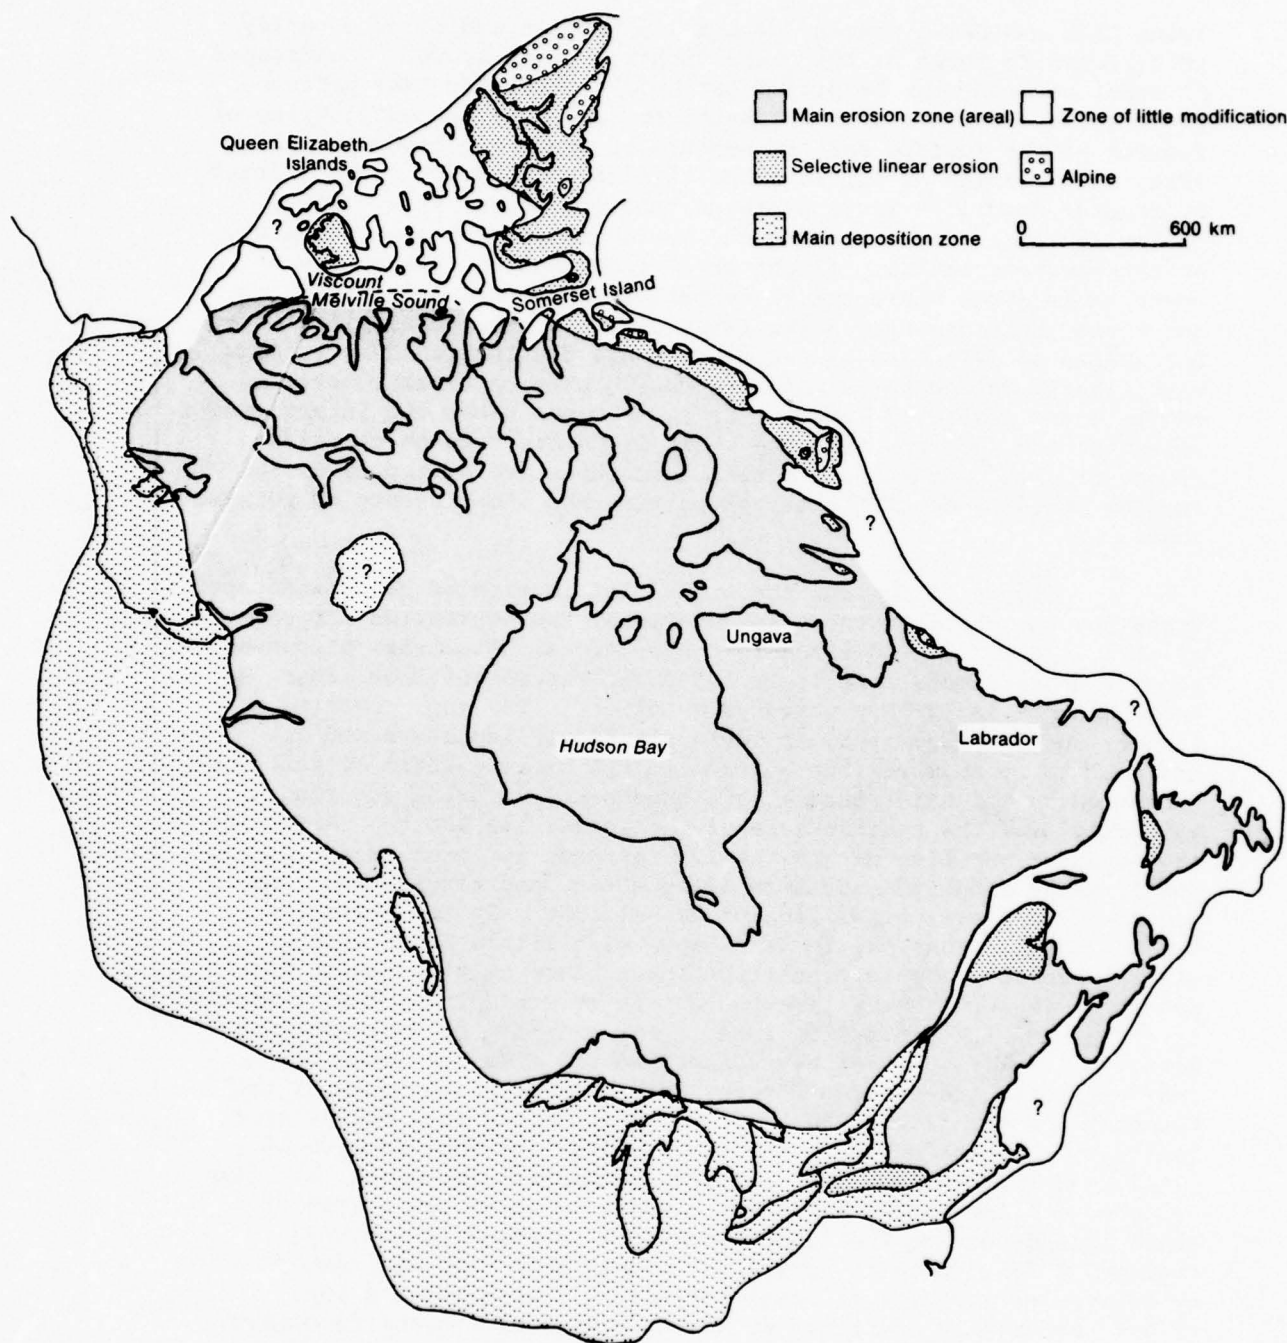 Queen Elizabeth
Islands
?
Viscount
Melville Sound
Somerset Island
Main erosion zone (areal)
Zone of little modification
Selective linear erosion
Alpine
Main deposition zone
0
600 km
?
?
Ungava
Hudson Bay
Labrador
?
?